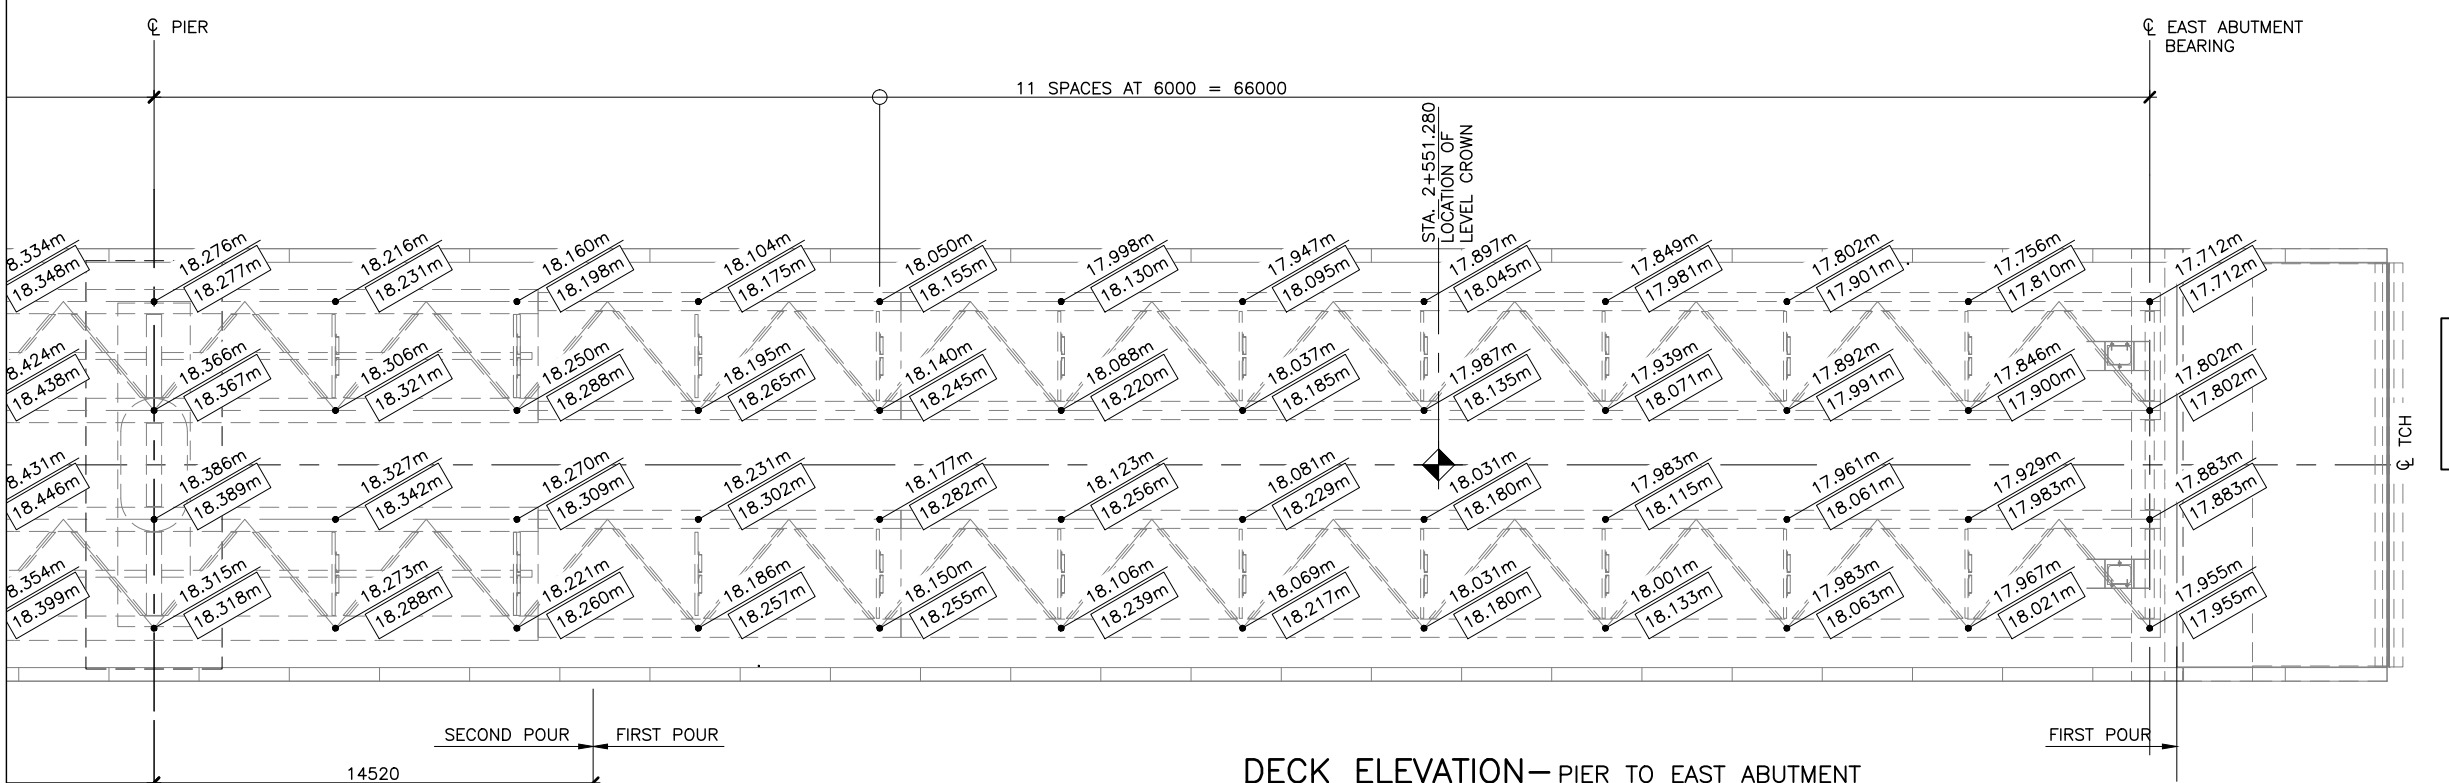 ℄ PIER
℄ EAST ABUTMENT
BEARING
11 SPACES AT 6000 = 66000
STA. 2+551.280
LOCATION OF
LEVEL CROWN
8.334m
18.348m
18.276m
18.277m
18.216m
18.231m
18.160m
18.198m
18.104m
18.175m
18.050m
18.155m
17.998m
18.130m
17.947m
18.095m
17.897m
18.045m
17.849m
17.981m
17.802m
17.901m
17.756m
17.810m
17.712m
17.712m
8.424m
18.438m
18.366m
18.367m
18.306m
18.321m
18.250m
18.288m
18.195m
18.265m
18.140m
18.245m
18.088m
18.220m
18.037m
18.185m
17.987m
18.135m
17.939m
18.071m
17.892m
17.991m
17.846m
17.900m
17.802m
17.802m
℄ TCH
8.431m
18.446m
18.386m
18.389m
18.327m
18.342m
18.270m
18.309m
18.231m
18.302m
18.177m
18.282m
18.123m
18.256m
18.081m
18.229m
18.031m
18.180m
17.983m
18.115m
17.961m
18.061m
17.929m
17.983m
17.883m
17.883m
8.354m
18.399m
18.315m
18.318m
18.273m
18.288m
18.221m
18.260m
18.186m
18.257m
18.150m
18.255m
18.106m
18.239m
18.069m
18.217m
18.031m
18.180m
18.001m
18.133m
17.983m
18.063m
17.967m
18.021m
17.955m
17.955m
SECOND POUR
FIRST POUR
FIRST POUR
14520
DECK ELEVATION – PIER TO EAST ABUTMENT